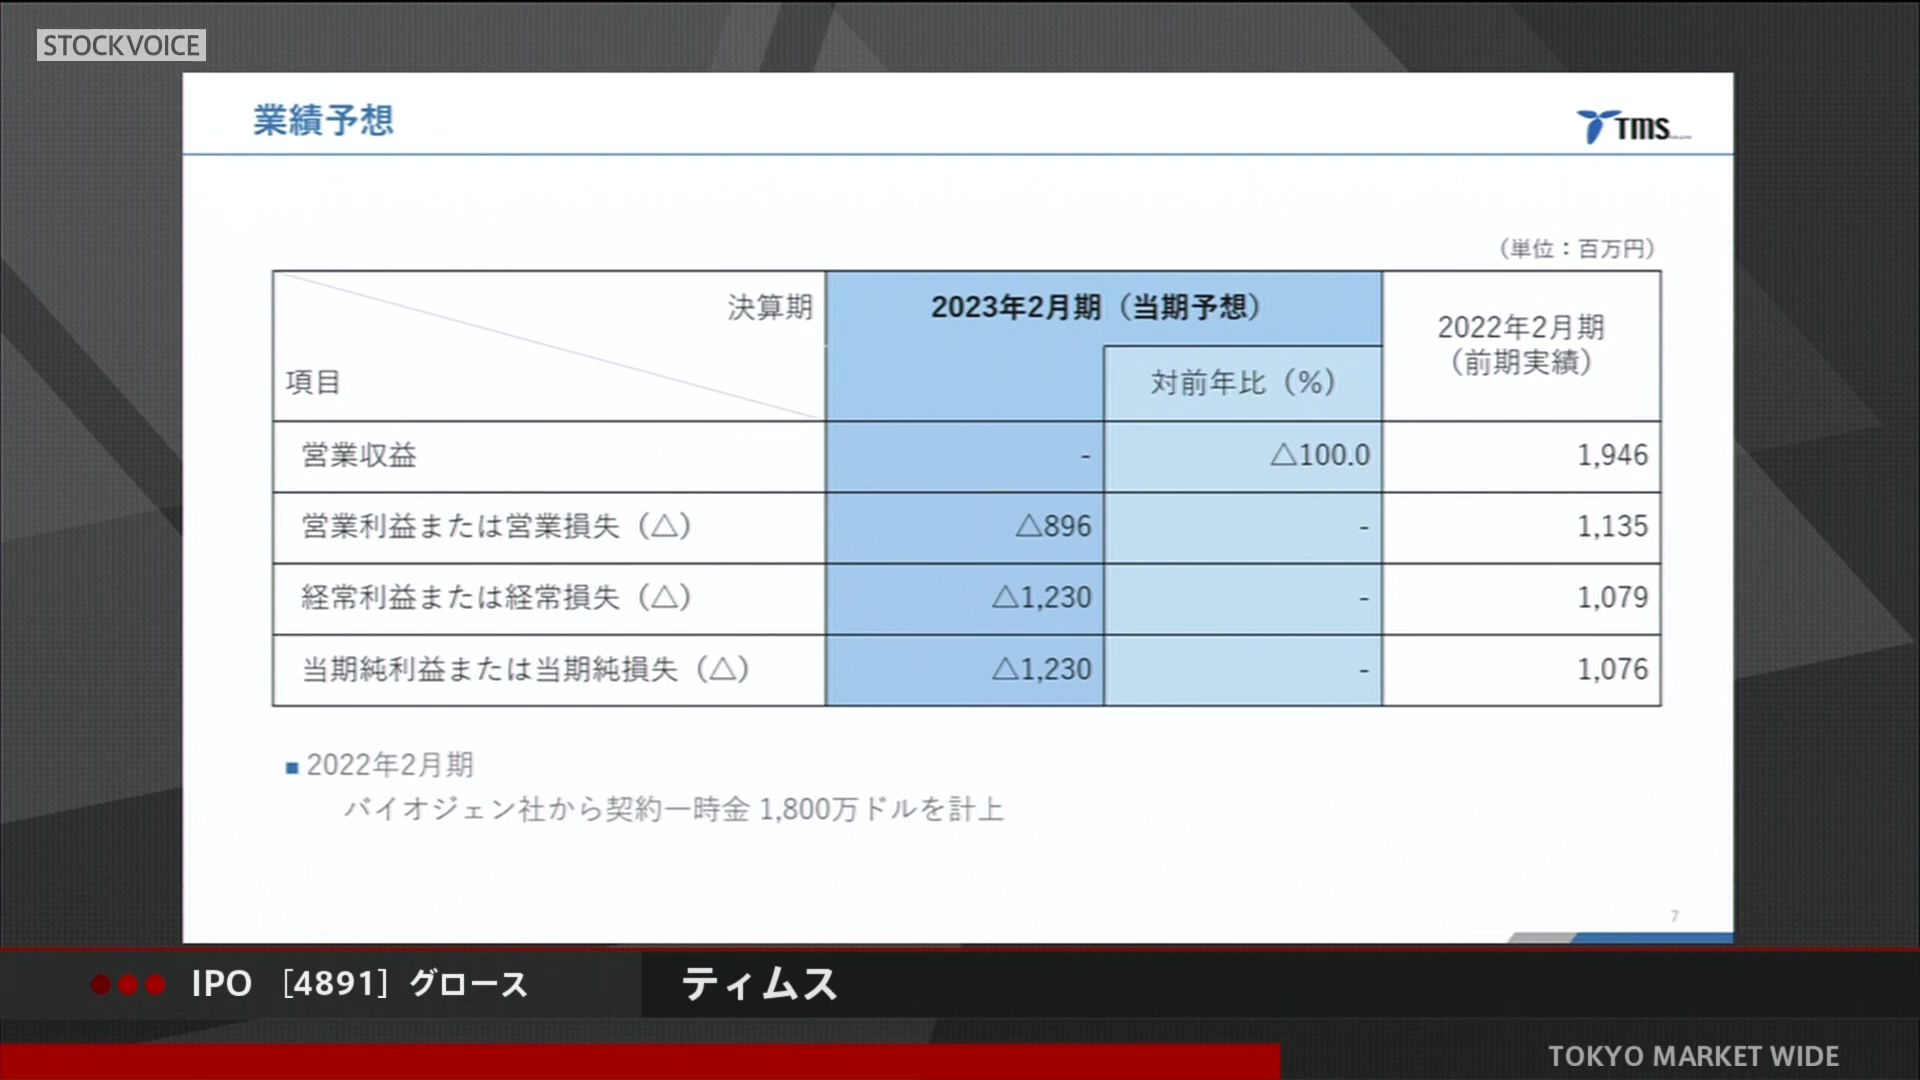 STOCKVOICE
業績予想
TMS
（単位：百万円）
決算期
項目
2023年2月期（当期予想）
対前年比（%）
2022年2月期
（前期実績）
営業収益 - △100.0 1,946
営業利益または営業損失（△） △896 - 1,135
経常利益または経常損失（△） △1,230 - 1,079
当期純利益または当期純損失（△） △1,230 - 1,076
■ 2022年2月期
バイオジェン社から契約一時金 1,800万ドルを計上
7
IPO ［4891］ グロース
ティムス
TOKYO MARKET WIDE